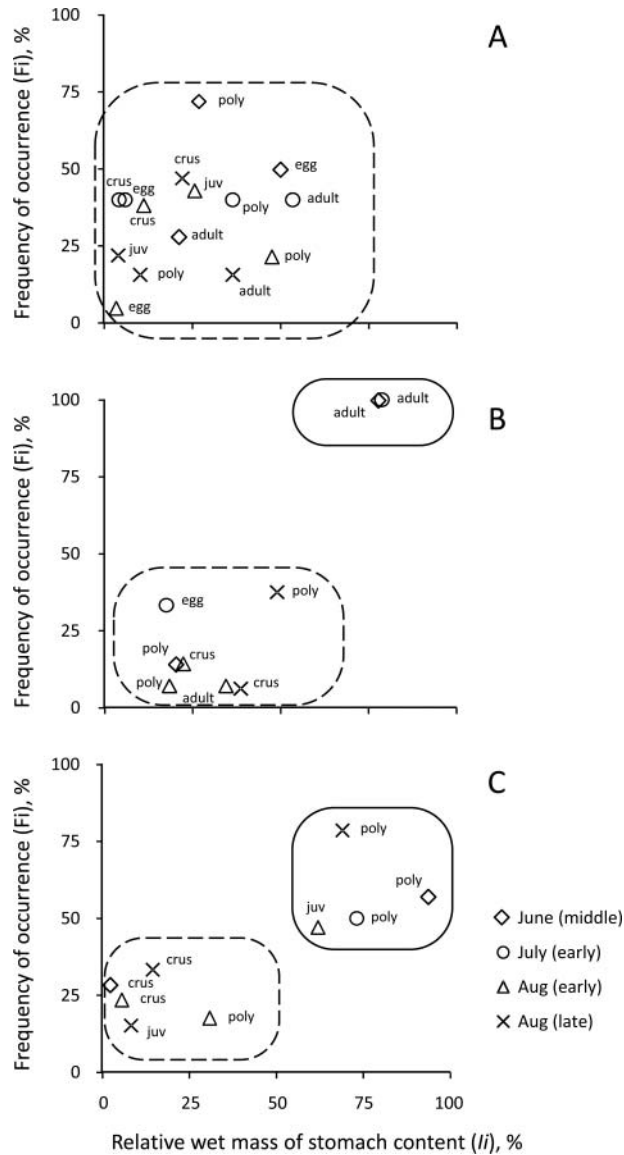 A
Frequency of occurrence (Fi), %
100
75
50
25
0
poly
crus
egg
juv
crus
egg
adult
poly
crus
adult
juv
poly
poly
adult
egg
B
Frequency of occurrence (Fi), %
100
75
50
25
0
adult
adult
egg
poly
poly
crus
poly
adult
crus
C
Frequency of occurrence (Fi), %
100
75
50
25
0
poly
poly
juv
poly
crus
crus
crus
juv
poly
June (middle)
July (early)
Aug (early)
Aug (late)
0 25 50 75 100
Relative wet mass of stomach content (Ii), %